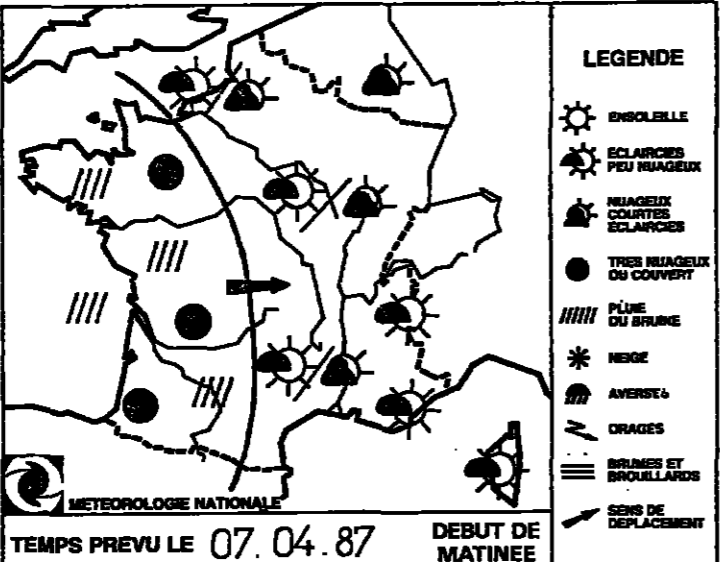 LEGENDE
ENSOLEILLE
ECLAIRCIES
PEU NUAGEUX
NUAGEUX
COURTES
ECLAIRCIES
TRES NUAGEUX
OU COUVERT
PLUIE
OU BRUINE
NEIGE
AVERSES
ORAGES
BRUMES ET
BROUILLARDS
SENS DE
DEPLACEMENT
METEOROLOGIE NATIONALE
TEMPS PREVU LE 07.04.87 DEBUT DE
MATINEE